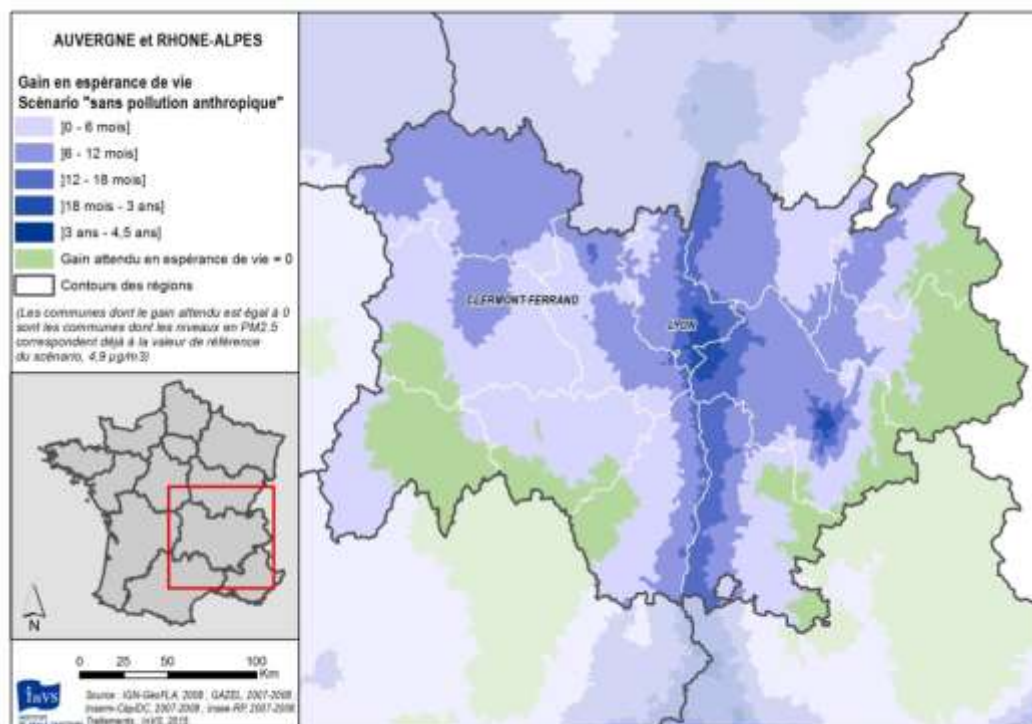 AUVERGNE et RHONE-ALPES
Gain en espérance de vie
Scénario "sans pollution anthropique"
]0 - 6 mois]
]6 - 12 mois]
]12 - 18 mois]
]18 mois - 3 ans]
]3 ans - 4,5 ans]
Gain attendu en espérance de vie = 0
Contours des régions
(Les communes dont le gain attendu est égal à 0
sont les communes dont les niveaux en PM2.5
correspondent déjà à la valeur de référence
du scénario, 4,9 µg/m3)
CLERMONT-FERRAND
LYON
N
0 25 50 100
Km
InVS
Source : IGN-GéoFLA, 2008 ; GAZEL, 2007-2008 ;
Inserm-CépiDC, 2007-2008 ; Insee-RP, 2007-2008
Traitements : InVS, 2015